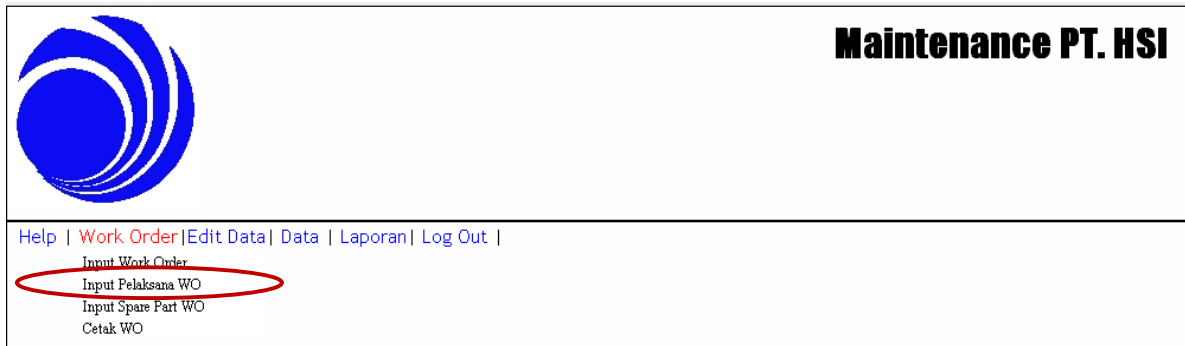 Maintenance PT. HSI
Help | Work Order|Edit Data| Data | Laporan| Log Out |
Input Work Order
Input Pelaksana WO
Input Spare Part WO
Cetak WO